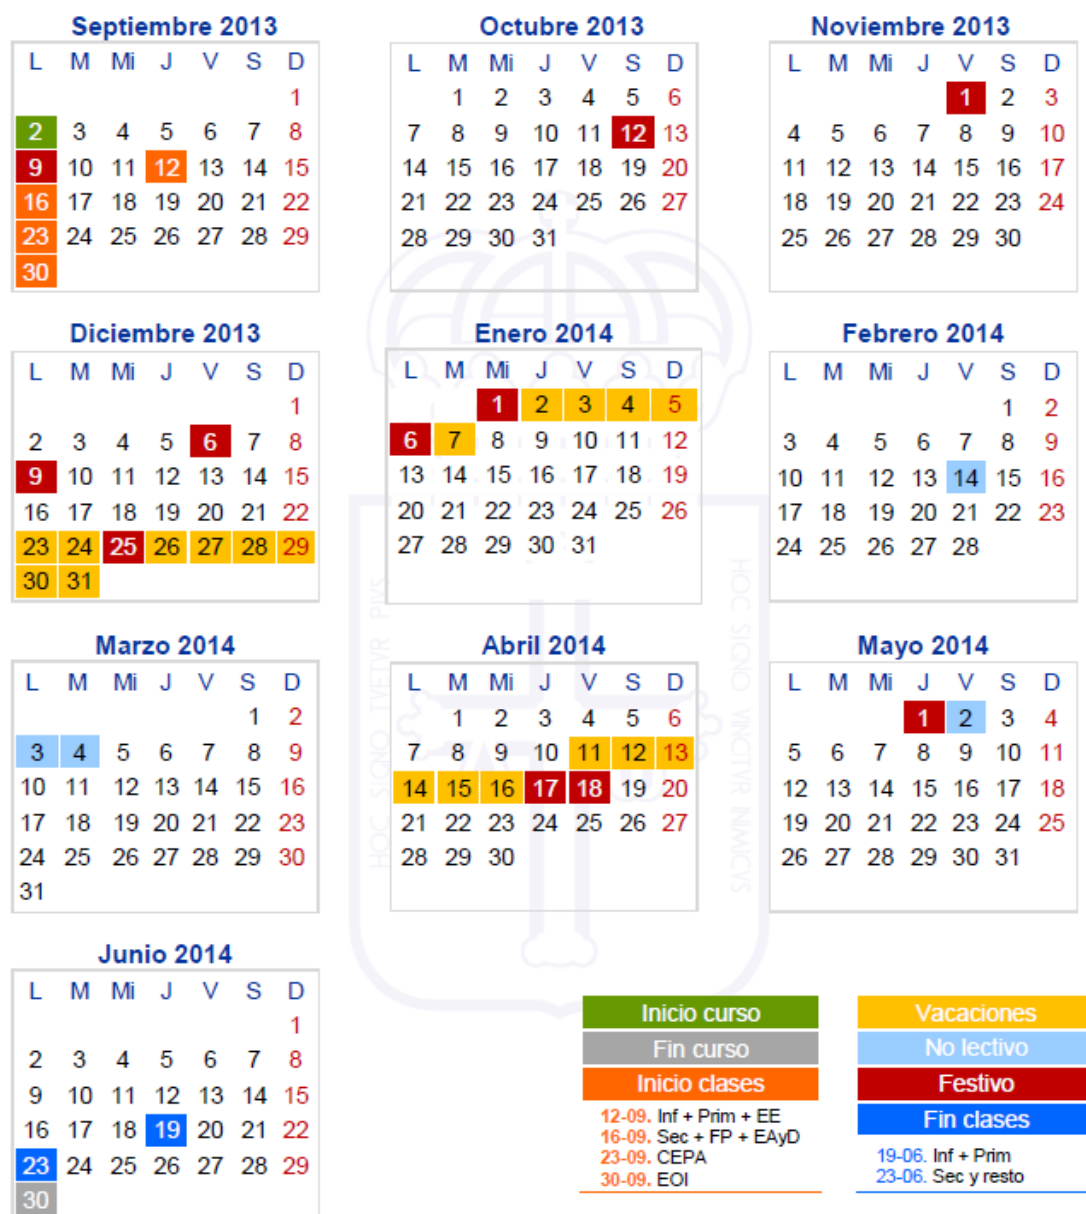 Septiembre 2013
L M Mi J V S D
1
2 3 4 5 6 7 8
9 10 11 12 13 14 15
16 17 18 19 20 21 22
23 24 25 26 27 28 29
30
Octubre 2013
L M Mi J V S D
1 2 3 4 5 6
7 8 9 10 11 12 13
14 15 16 17 18 19 20
21 22 23 24 25 26 27
28 29 30 31
Noviembre 2013
L M Mi J V S D
1 2 3
4 5 6 7 8 9 10
11 12 13 14 15 16 17
18 19 20 21 22 23 24
25 26 27 28 29 30
Diciembre 2013
L M Mi J V S D
1
2 3 4 5 6 7 8
9 10 11 12 13 14 15
16 17 18 19 20 21 22
23 24 25 26 27 28 29
30 31
Enero 2014
L M Mi J V S D
1 2 3 4 5
6 7 8 9 10 11 12
13 14 15 16 17 18 19
20 21 22 23 24 25 26
27 28 29 30 31
Febrero 2014
L M Mi J V S D
1 2
3 4 5 6 7 8 9
10 11 12 13 14 15 16
17 18 19 20 21 22 23
24 25 26 27 28
Marzo 2014
L M Mi J V S D
1 2
3 4 5 6 7 8 9
10 11 12 13 14 15 16
17 18 19 20 21 22 23
24 25 26 27 28 29 30
31
Abril 2014
L M Mi J V S D
1 2 3 4 5 6
7 8 9 10 11 12 13
14 15 16 17 18 19 20
21 22 23 24 25 26 27
28 29 30
Mayo 2014
L M Mi J V S D
1 2 3 4
5 6 7 8 9 10 11
12 13 14 15 16 17 18
19 20 21 22 23 24 25
26 27 28 29 30 31
HOC SIGNO TVETVR PIVS
HOC SIGNO VINCITVR INIMICVS
Junio 2014
L M Mi J V S D
1
2 3 4 5 6 7 8
9 10 11 12 13 14 15
16 17 18 19 20 21 22
23 24 25 26 27 28 29
30
Inicio curso
Fin curso
Inicio clases
12-09. Inf + Prim + EE
16-09. Sec + FP + EAyD
23-09. CEPA
30-09. EOI
Vacaciones
No lectivo
Festivo
Fin clases
19-06. Inf + Prim
23-06. Sec y resto